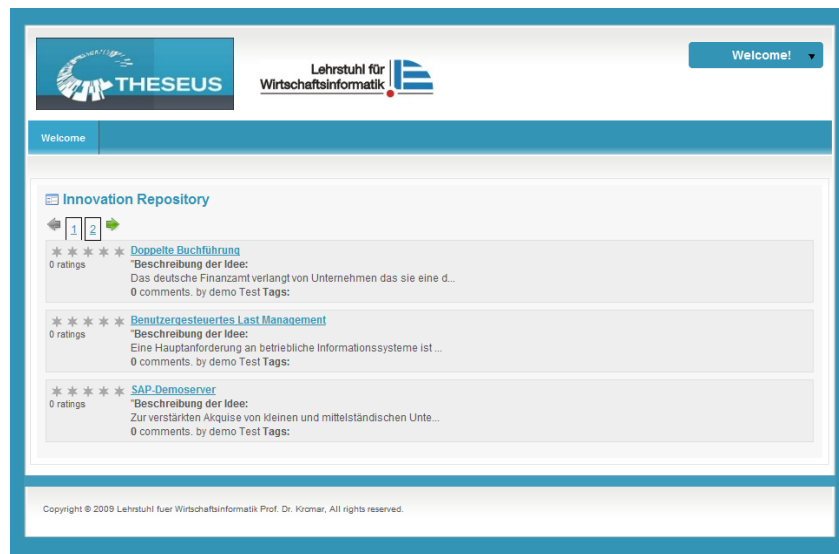 THESEUS
Lehrstuhl für
Wirtschaftsinformatik
Welcome!
Welcome
Innovation Repository
1 2
Doppelte Buchführung
0 ratings "Beschreibung der Idee:
Das deutsche Finanzamt verlangt von Unternehmen das sie eine d...
0 comments. by demo Test Tags:
Benutzergesteuertes Last Management
0 ratings "Beschreibung der Idee:
Eine Hauptanforderung an betriebliche Informationssysteme ist ...
0 comments. by demo Test Tags:
SAP-Demoserver
0 ratings "Beschreibung der Idee:
Zur verstärkten Akquise von kleinen und mittelständischen Unte...
0 comments. by demo Test Tags:
Copyright © 2009 Lehrstuhl fuer Wirtschaftsinformatik Prof. Dr. Krcmar, All rights reserved.